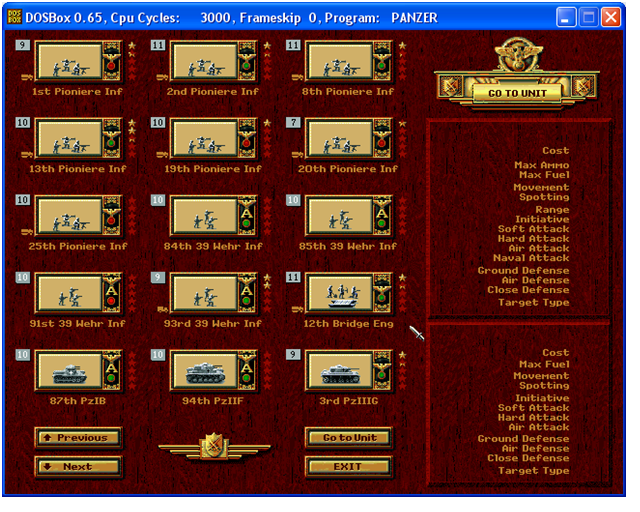 DOSBox 0.65, Cpu Cycles: 3000, Frameskip 0, Program: PANZER
9 11 11
1st Pioniere Inf 2nd Pioniere Inf 8th Pioniere Inf
10 10 7
13th Pioniere Inf 19th Pioniere Inf 20th Pioniere Inf
10 10 10
25th Pioniere Inf 84th 39 Wehr Inf 85th 39 Wehr Inf
10 9 11
91st 39 Wehr Inf 93rd 39 Wehr Inf 12th Bridge Eng
10 10 9
87th PzIB 94th PzIIF 3rd PzIIIG
Previous Go to Unit
Next EXIT
GO TO UNIT
Cost
Max Ammo
Max Fuel
Movement
Spotting
Range
Initiative
Soft Attack
Hard Attack
Air Attack
Naval Attack
Ground Defense
Air Defense
Close Defense
Target Type
Cost
Max Fuel
Movement
Spotting
Initiative
Soft Attack
Hard Attack
Air Attack
Ground Defense
Air Defense
Close Defense
Target Type